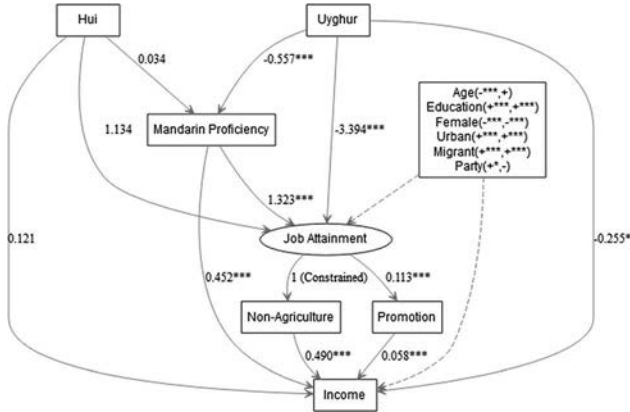 Hui
Uyghur
0.034
-0.557***
Age(-***,+)
Education(+***,+***)
Female(-***,-***)
Urban(+***,+***)
Migrant(+***,+***)
Party(+*,-)
Mandarin Proficiency
1.134
-3.394***
1.323***
Job Attainment
0.121
-0.255*
0.452***
1 (Constrained)
0.113***
Non-Agriculture
Promotion
0.490***
0.058***
Income